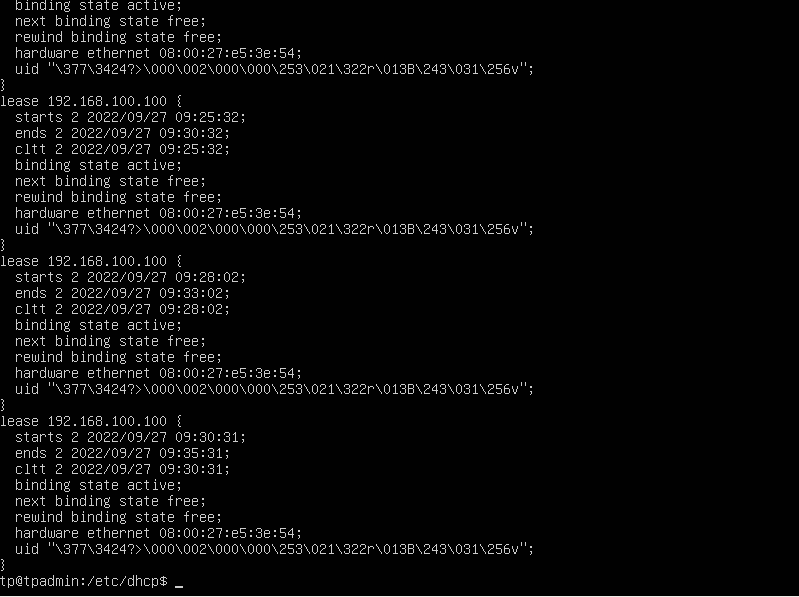 binding state active;
next binding state free;
rewind binding state free;
hardware ethernet 08:00:27:e5:3e:54;
uid "\377\3424?>\000\002\000\000\253\021\322r\013B\243\031\256v";
}
lease 192.168.100.100 {
starts 2 2022/09/27 09:25:32;
ends 2 2022/09/27 09:30:32;
cltt 2 2022/09/27 09:25:32;
binding state active;
next binding state free;
rewind binding state free;
hardware ethernet 08:00:27:e5:3e:54;
uid "\377\3424?>\000\002\000\000\253\021\322r\013B\243\031\256v";
}
lease 192.168.100.100 {
starts 2 2022/09/27 09:28:02;
ends 2 2022/09/27 09:33:02;
cltt 2 2022/09/27 09:28:02;
binding state active;
next binding state free;
rewind binding state free;
hardware ethernet 08:00:27:e5:3e:54;
uid "\377\3424?>\000\002\000\000\253\021\322r\013B\243\031\256v";
}
lease 192.168.100.100 {
starts 2 2022/09/27 09:30:31;
ends 2 2022/09/27 09:35:31;
cltt 2 2022/09/27 09:30:31;
binding state active;
next binding state free;
rewind binding state free;
hardware ethernet 08:00:27:e5:3e:54;
uid "\377\3424?>\000\002\000\000\253\021\322r\013B\243\031\256v";
}
tp@tpadmin:/etc/dhcp$ _